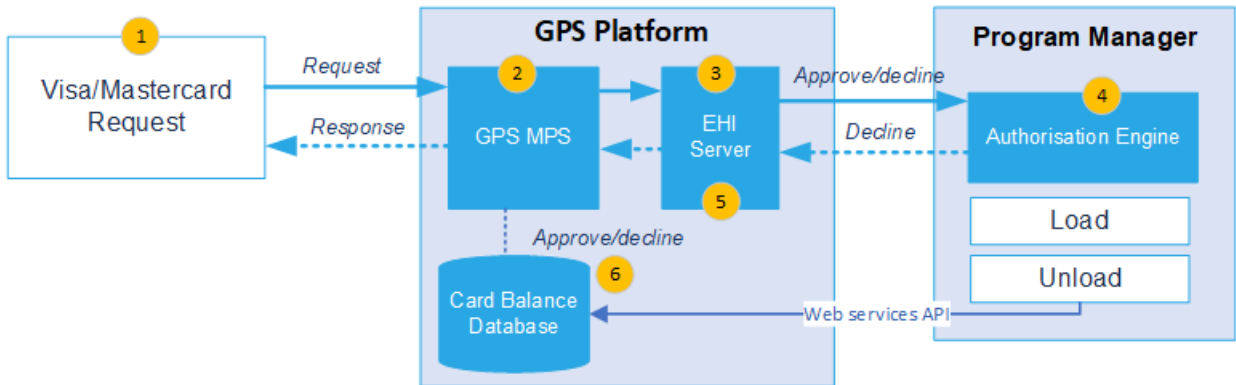 1
Visa/Mastercard
Request
Request
Response
GPS Platform
2
GPS MPS
3
EHI
Server
5
Approve/decline
Decline
Program Manager
4
Authorisation Engine
Load
Unload
Approve/decline
6
Card Balance
Database
Web services API